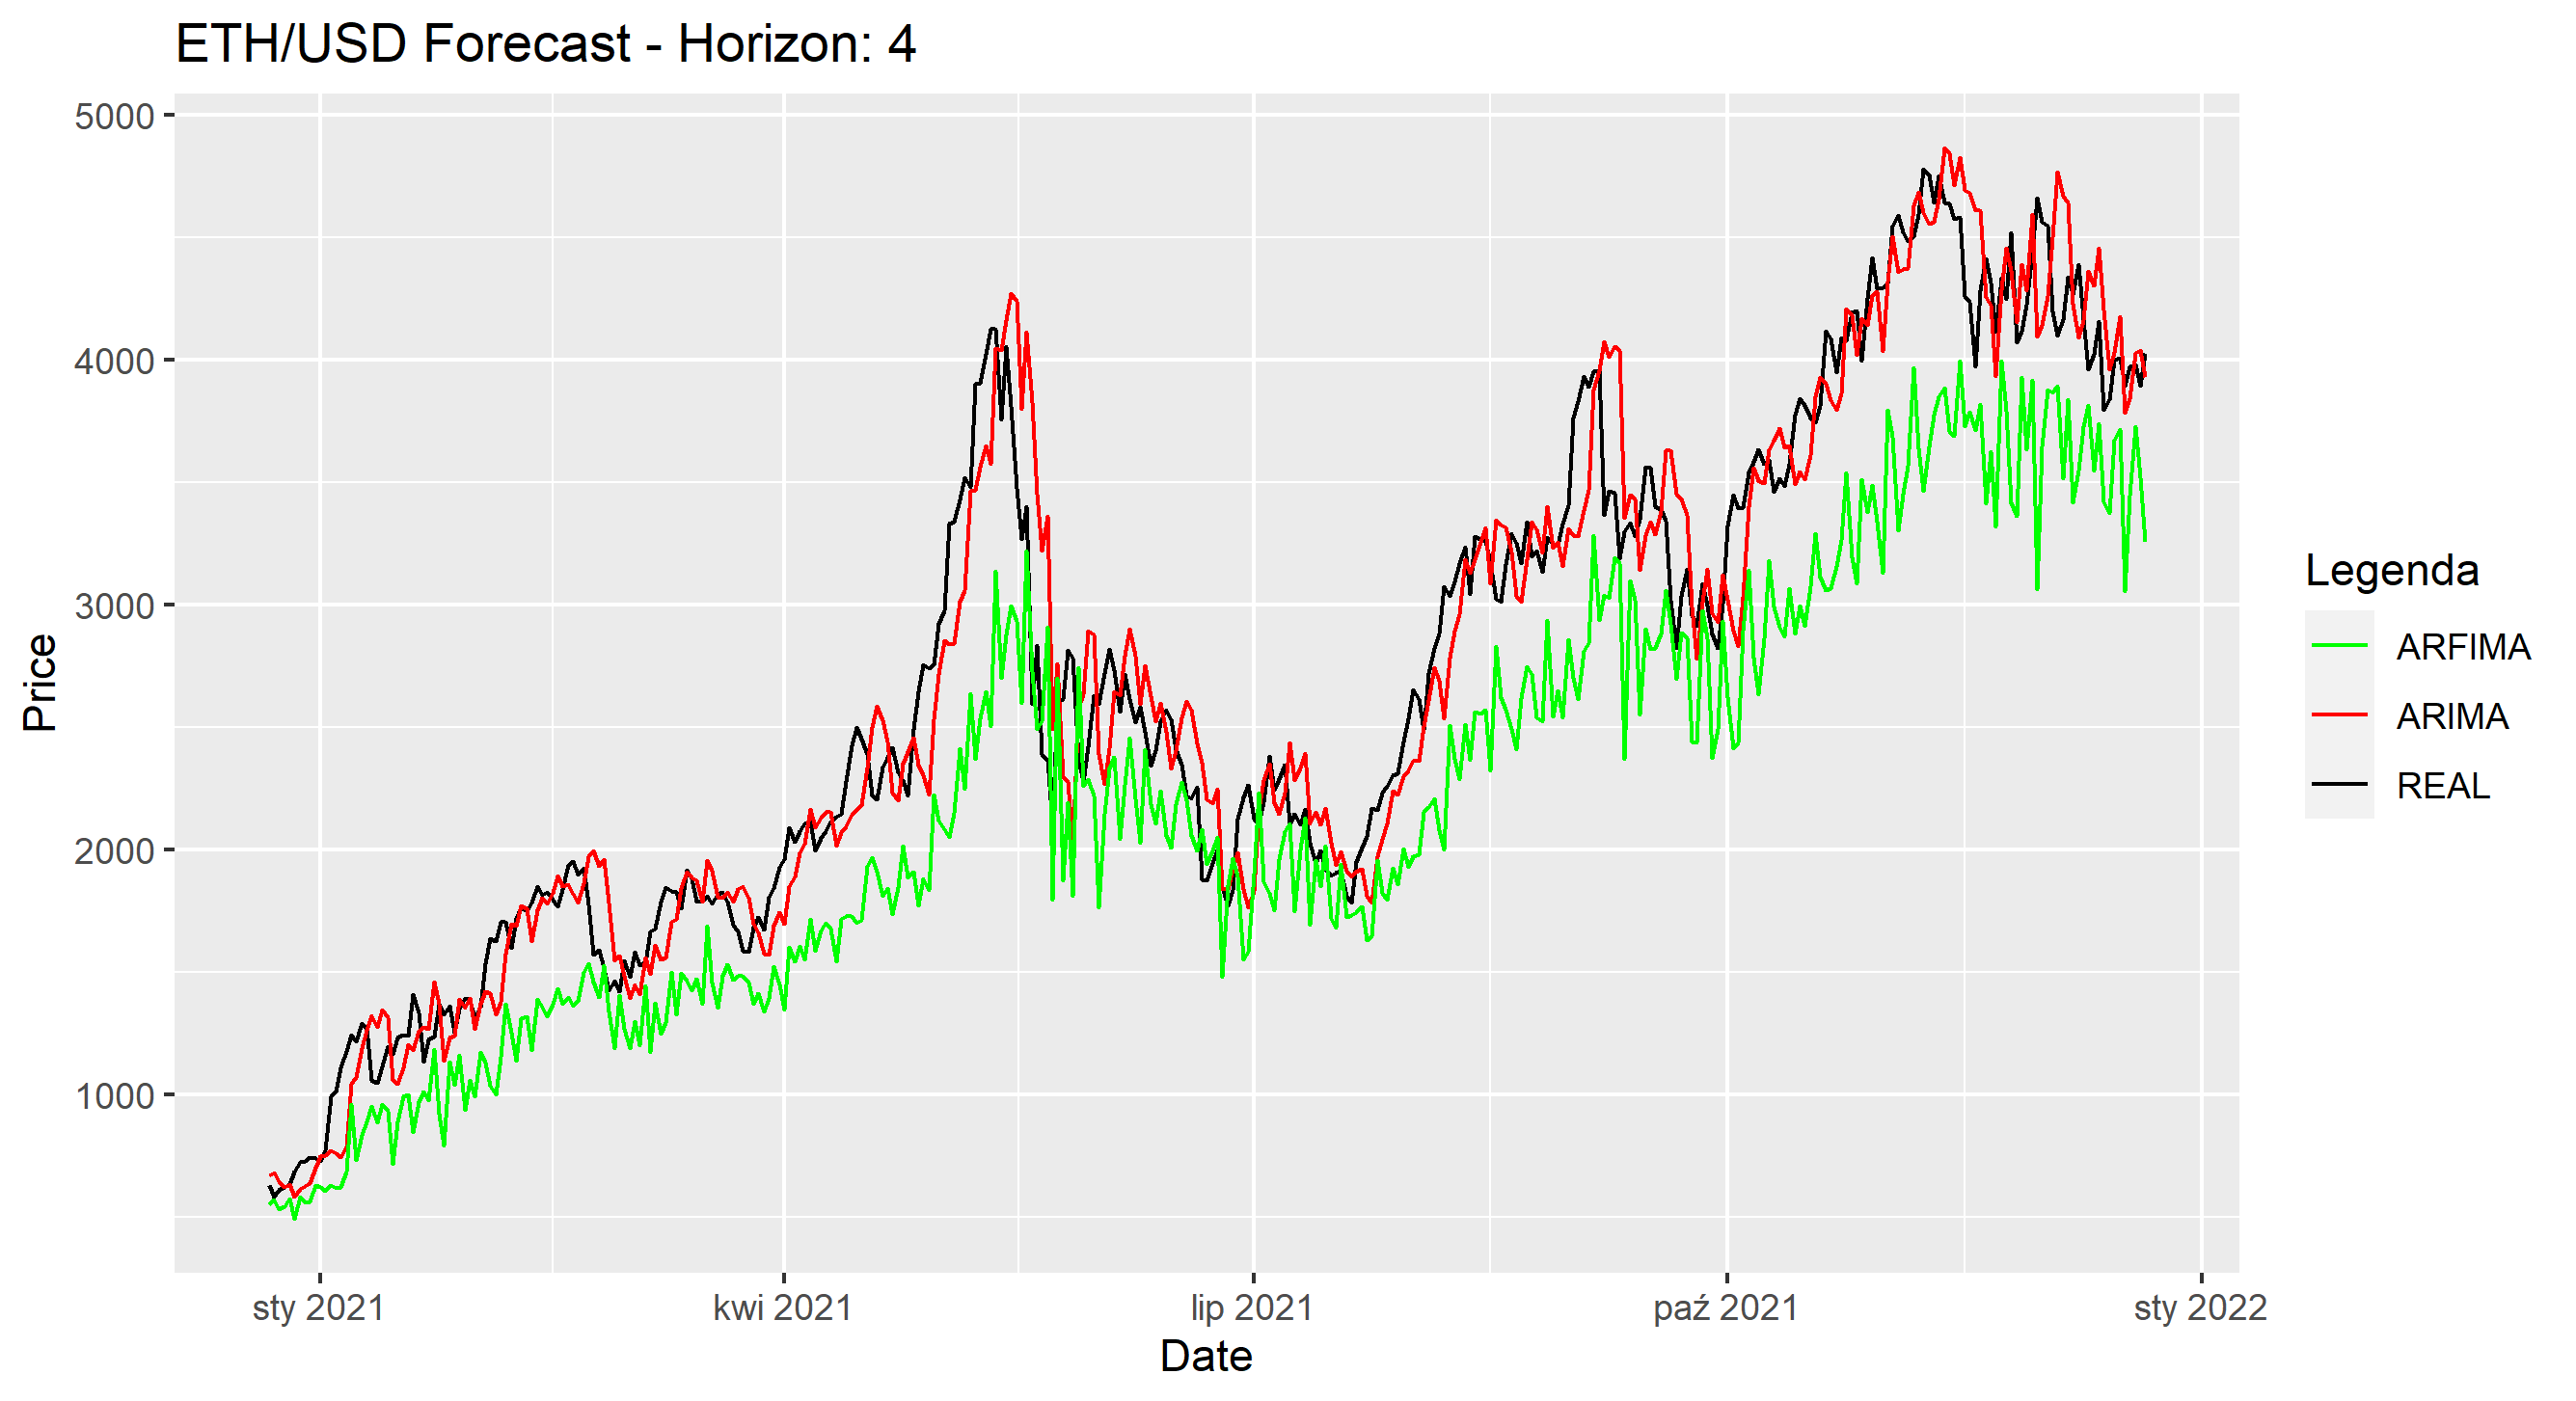 ETH/USD Forecast - Horizon: 4
Price
5000
4000
3000
2000
1000
sty 2021
kwi 2021
lip 2021
paź 2021
sty 2022
Date
Legenda
ARFIMA
ARIMA
REAL